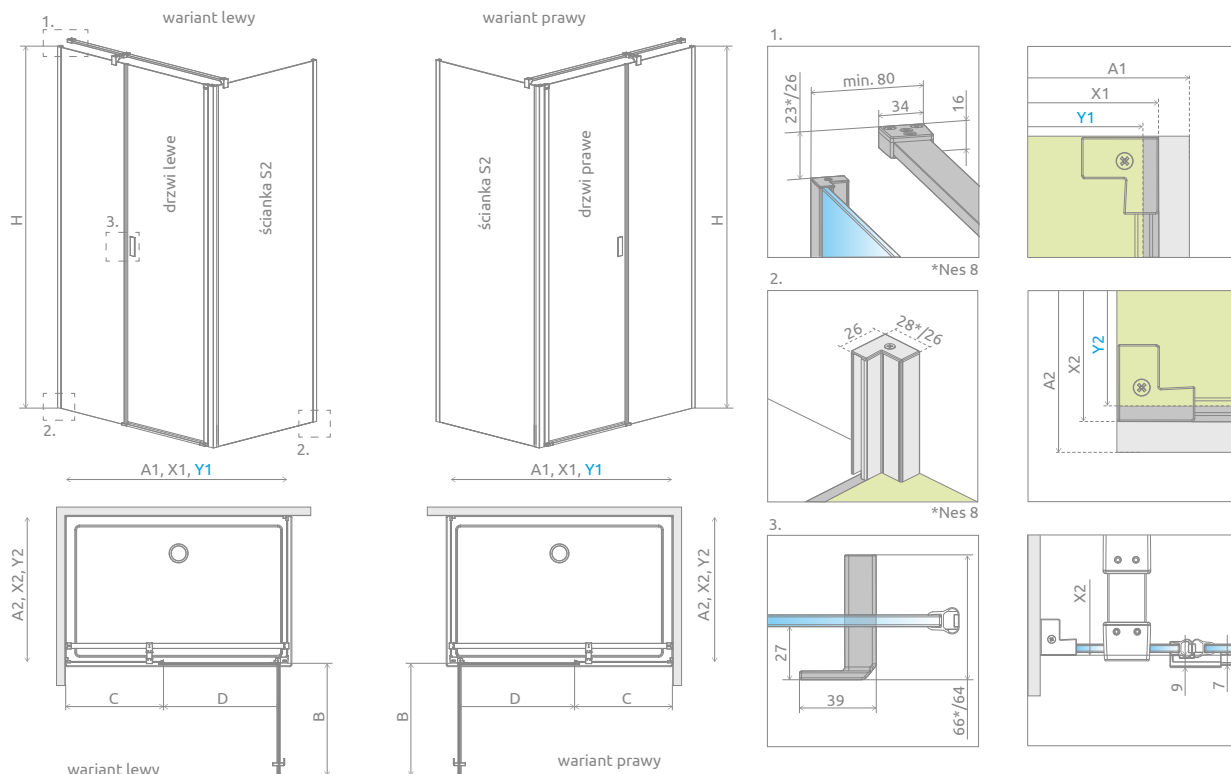 wariant lewy
wariant prawy
1.
H
drzwi lewe
ścianka S2
3.
2.
2.
ścianka S2
drzwi prawe
H
1.
23*/26
min. 80
34
16
*Nes 8
A1
X1
Y1
2.
26
28*/26
*Nes 8
A2
X2
Y2
A1, X1, Y1
A1, X1, Y1
A2, X2, Y2
A2, X2, Y2
C
D
B
B
D
C
wariant lewy
wariant prawy
3.
27
39
66*/64
X2
9
7